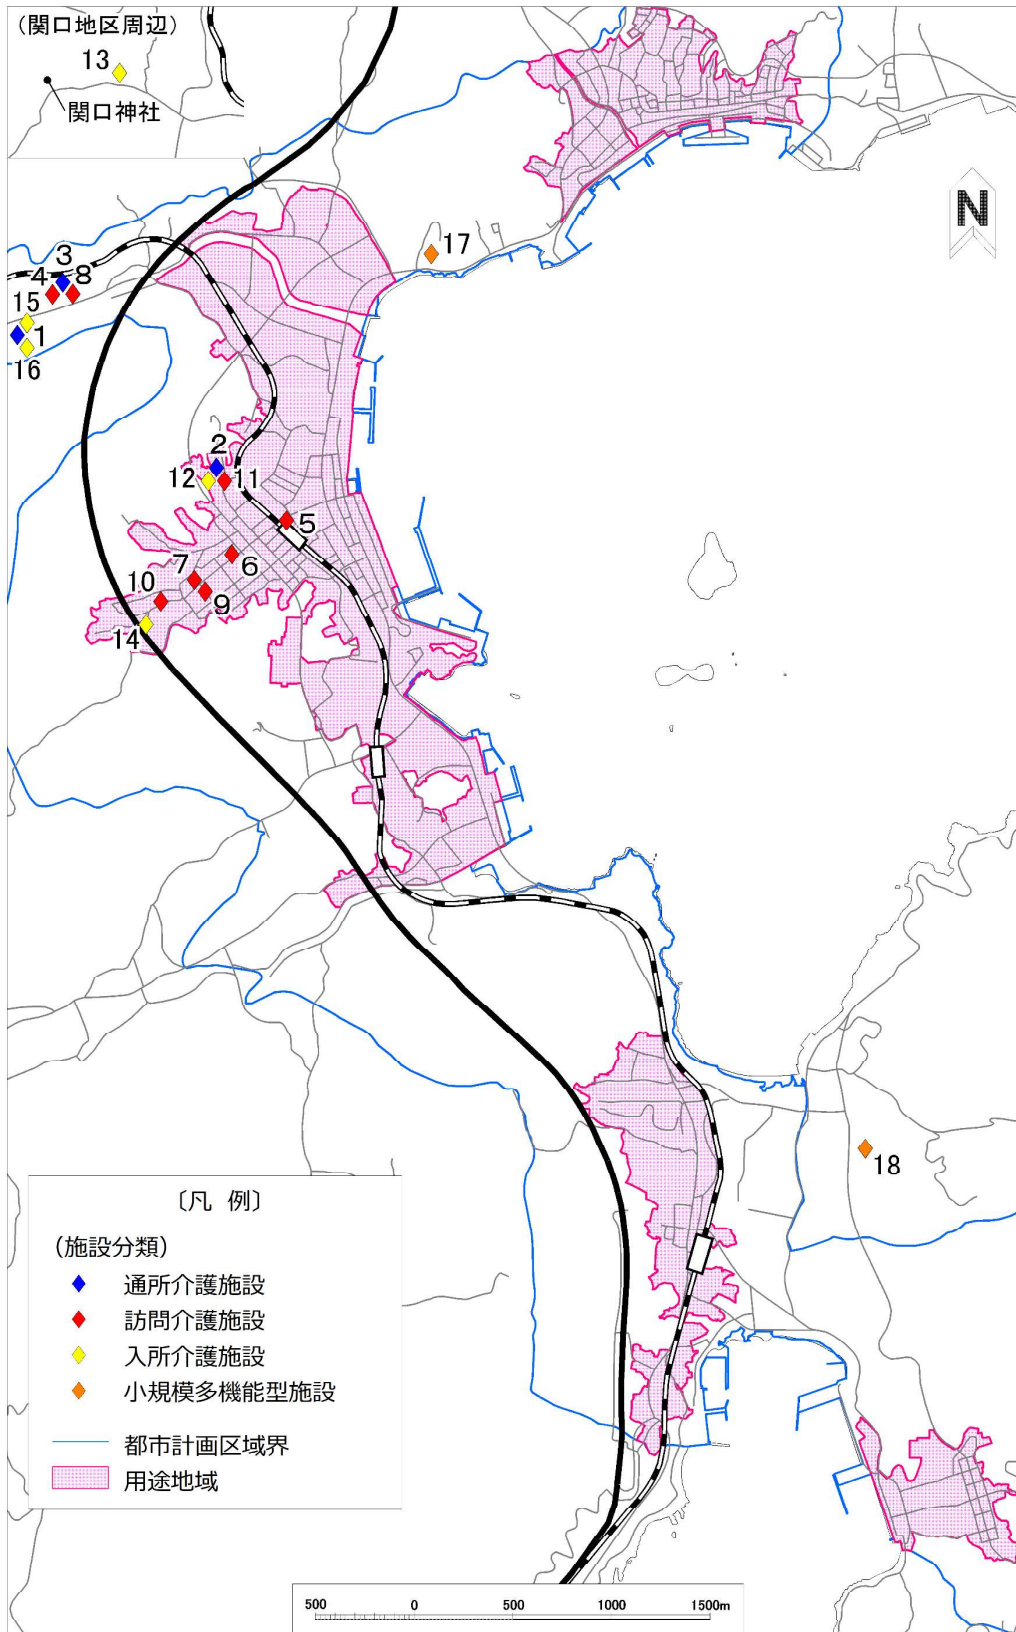 （関口地区周辺）
13
関口神社
N
17
3
4 8
15
1
16
2
12 11
5
6
7
10 9
14
18
〔凡 例〕
(施設分類)
通所介護施設
訪問介護施設
入所介護施設
小規模多機能型施設
都市計画区域界
用途地域
500 0 500 1000 1500m